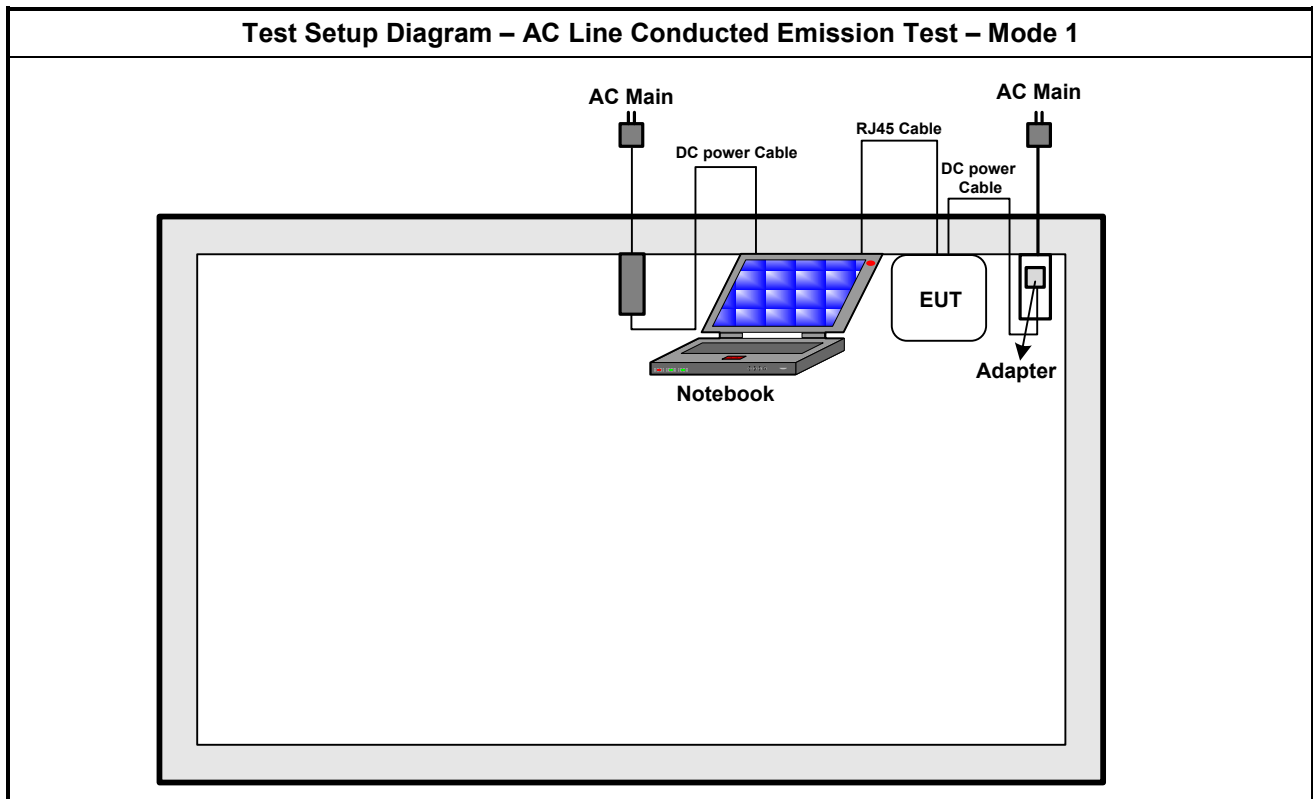 Test Setup Diagram – AC Line Conducted Emission Test – Mode 1
AC Main
AC Main
RJ45 Cable
DC power Cable
DC power
Cable
EUT
Adapter
Notebook